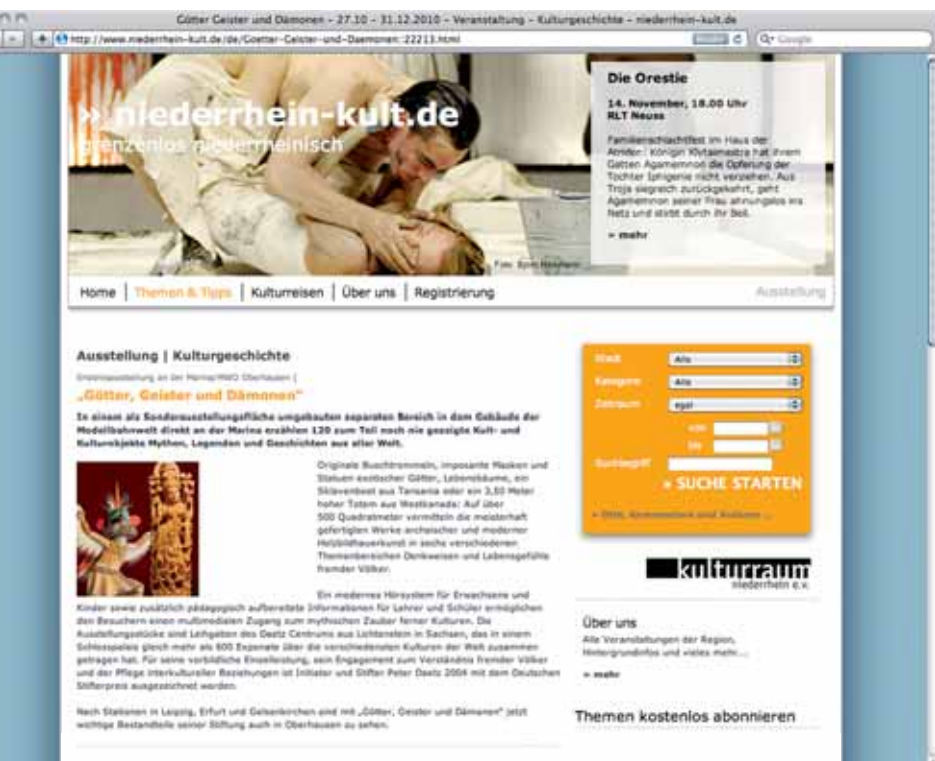 Götter Geister und Dämonen – 27.10 – 31.12.2010 – Veranstaltung – Kulturgeschichte – niederrhein-kult.de
http://www.niederrhein-kult.de/de/Goetter-Geister-und-Daemonen::22213.html
Google
» niederrhein-kult.de
grenzenlos niederrheinisch
Die Orestie
14. November, 18.00 Uhr
RLT Neuss
Familienschlachtfest im Haus der
Atriden: Königin Klytaimestra hat ihrem
Gatten Agamemnon die Opferung der
Tochter Iphigenie nicht verziehen. Aus
Troja siegreich zurückgekehrt, geht
Agamemnon seiner Frau ahnungslos ins
Netz und stirbt durch ihr Beil.
» mehr
Foto: Björn
Home | Themen & Tipps | Kulturreisen | Über uns | Registrierung
Ausstellung
Ausstellung | Kulturgeschichte
Erlebnisausstellung an der Marina/MWO Oberhausen |
„Götter, Geister und Dämonen"
In einem als Sonderausstellungsfläche umgebauten separaten Bereich in dem Gebäude der
Modellbahnwelt direkt an der Marina erzählen 120 zum Teil noch nie gezeigte Kult- und
Kulturobjekte Mythen, Legenden und Geschichten aus aller Welt.
Originale Buschtrommeln, imposante Masken und
Statuen exotischer Götter, Lebensbäume, ein
Sklavenboot aus Tansania oder ein 3,50 Meter
hoher Totem aus Westkanada: Auf über
500 Quadratmeter vermitteln die meisterhaft
gefertigten Werke archaischer und moderner
Holzbildhauerkunst in sechs verschiedenen
Themenbereichen Denkweisen und Lebensgefühle
fremder Völker.
Ein modernes Hörsystem für Erwachsene und
Kinder sowie zusätzlich pädagogisch aufbereitete Informationen für Lehrer und Schüler ermöglichen
den Besuchern einen multimedialen Zugang zum mythischen Zauber ferner Kulturen. Die
Ausstellungsstücke sind Leihgaben des Daetz Centrums aus Lichtenstein in Sachsen, das in einem
Schlosspalais gleich mehr als 600 Exponate über die verschiedensten Kulturen der Welt zusammen
getragen hat. Für seine vorbildliche Einzelleistung, sein Engagement zum Verständnis fremder Völker
und der Pflege interkultureller Beziehungen ist Initiator und Stifter Peter Daetz 2004 mit dem Deutschen
Stifterpreis ausgezeichnet worden.
Nach Stationen in Leipzig, Erfurt und Gelsenkirchen sind mit „Götter, Geister und Dämonen" jetzt
wichtige Bestandteile seiner Stiftung auch in Oberhausen zu sehen.
Stadt Alle
Kategorie Alle
Zeitraum egal
von
bis
Suchbegriff
» SUCHE STARTEN
kulturraum
niederrhein e.v.
Über uns
Alle Veranstaltungen der Region,
Hintergrundinfos und vieles mehr...
» mehr
Themen kostenlos abonnieren